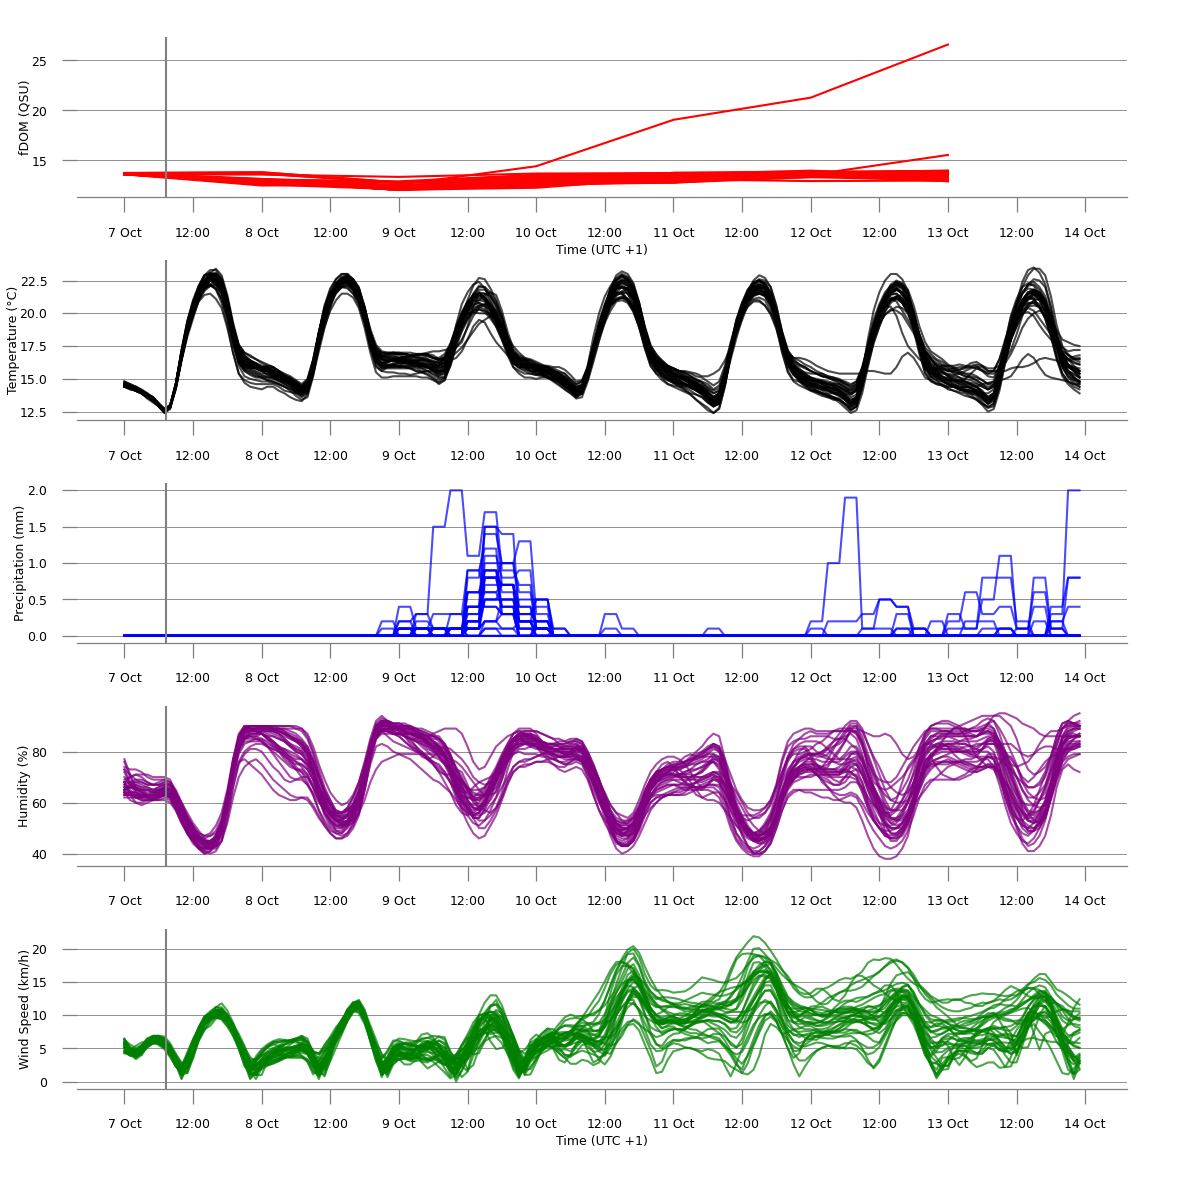 fDOM (QSU)
25
20
15
7 Oct 12:00 8 Oct 12:00 9 Oct 12:00 10 Oct 12:00 11 Oct 12:00 12 Oct 12:00 13 Oct 12:00 14 Oct
Time (UTC +1)
Temperature (°C)
22.5
20.0
17.5
15.0
12.5
7 Oct 12:00 8 Oct 12:00 9 Oct 12:00 10 Oct 12:00 11 Oct 12:00 12 Oct 12:00 13 Oct 12:00 14 Oct
Precipitation (mm)
2.0
1.5
1.0
0.5
0.0
7 Oct 12:00 8 Oct 12:00 9 Oct 12:00 10 Oct 12:00 11 Oct 12:00 12 Oct 12:00 13 Oct 12:00 14 Oct
Humidity (%)
80
60
40
7 Oct 12:00 8 Oct 12:00 9 Oct 12:00 10 Oct 12:00 11 Oct 12:00 12 Oct 12:00 13 Oct 12:00 14 Oct
Wind Speed (km/h)
20
15
10
5
0
7 Oct 12:00 8 Oct 12:00 9 Oct 12:00 10 Oct 12:00 11 Oct 12:00 12 Oct 12:00 13 Oct 12:00 14 Oct
Time (UTC +1)